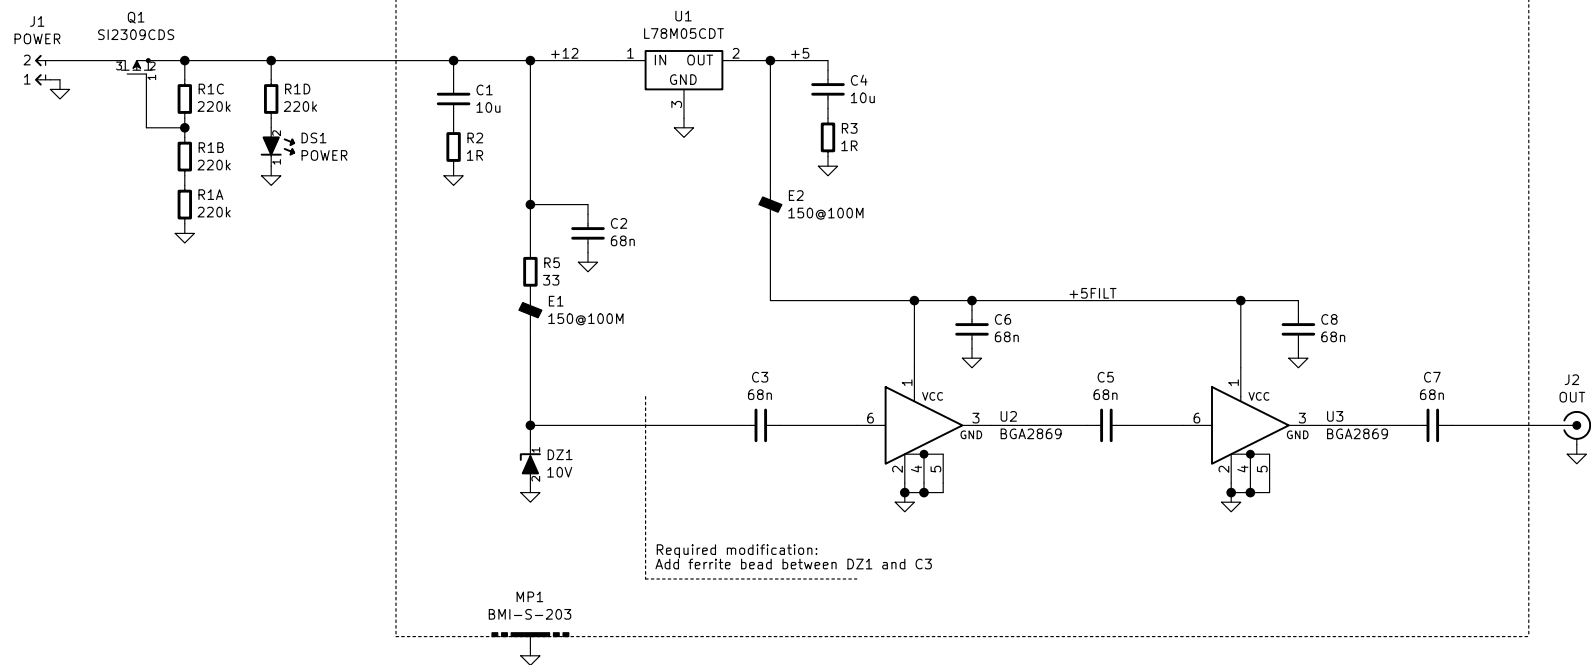 J1
POWER
2
1
Q1
SI2309CDS
3
2
1
R1C
220k
R1B
220k
R1A
220k
R1D
220k
2
DS1
POWER
1
C1
10u
R2
1R
+12
U1
L78M05CDT
1
IN OUT
2
GND
3
+5
C4
10u
R3
1R
E2
150@100M
C2
68n
R5
33
E1
150@100M
+5FILT
C6
68n
C8
68n
1
DZ1
10V
2
C3
68n
6
1
VCC
3
GND
U2
BGA2869
2
4
5
C5
68n
6
1
VCC
3
GND
U3
BGA2869
2
4
5
C7
68n
J2
OUT
Required modification:
Add ferrite bead between DZ1 and C3
MP1
BMI-S-203